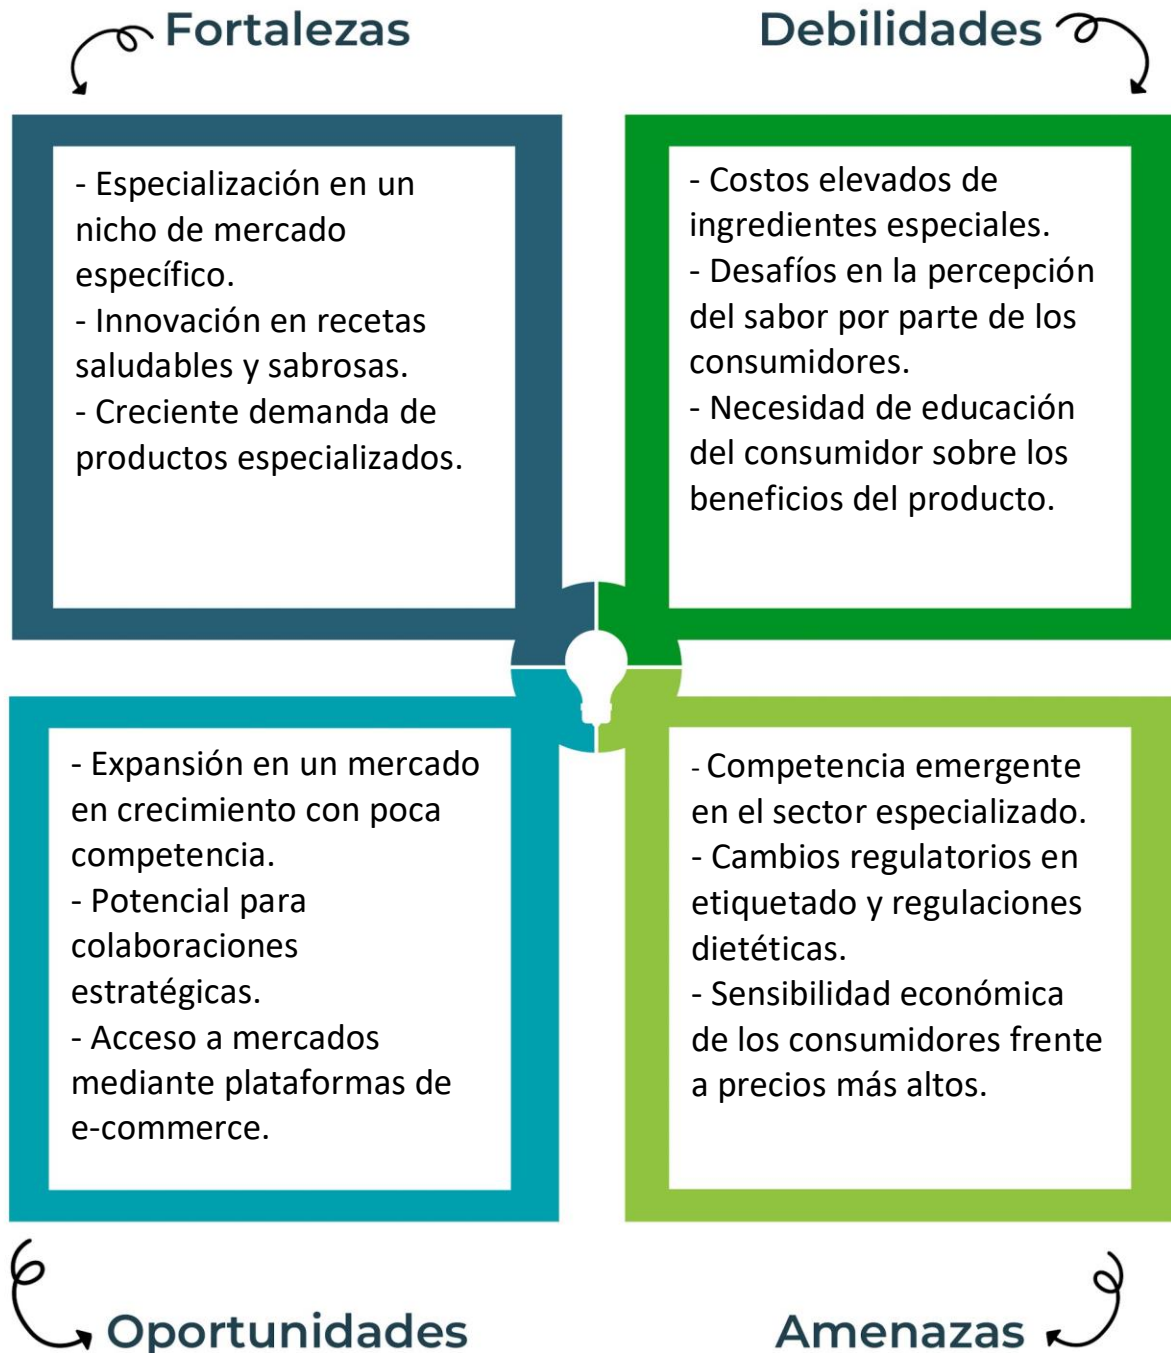 Fortalezas
Debilidades
- Especialización en un
nicho de mercado
específico.
- Innovación en recetas
saludables y sabrosas.
- Creciente demanda de
productos especializados.
- Costos elevados de
ingredientes especiales.
- Desafíos en la percepción
del sabor por parte de los
consumidores.
- Necesidad de educación
del consumidor sobre los
beneficios del producto.
- Expansión en un mercado
en crecimiento con poca
competencia.
- Potencial para
colaboraciones
estratégicas.
- Acceso a mercados
mediante plataformas de
e-commerce.
- Competencia emergente
en el sector especializado.
- Cambios regulatorios en
etiquetado y regulaciones
dietéticas.
- Sensibilidad económica
de los consumidores frente
a precios más altos.
Oportunidades
Amenazas